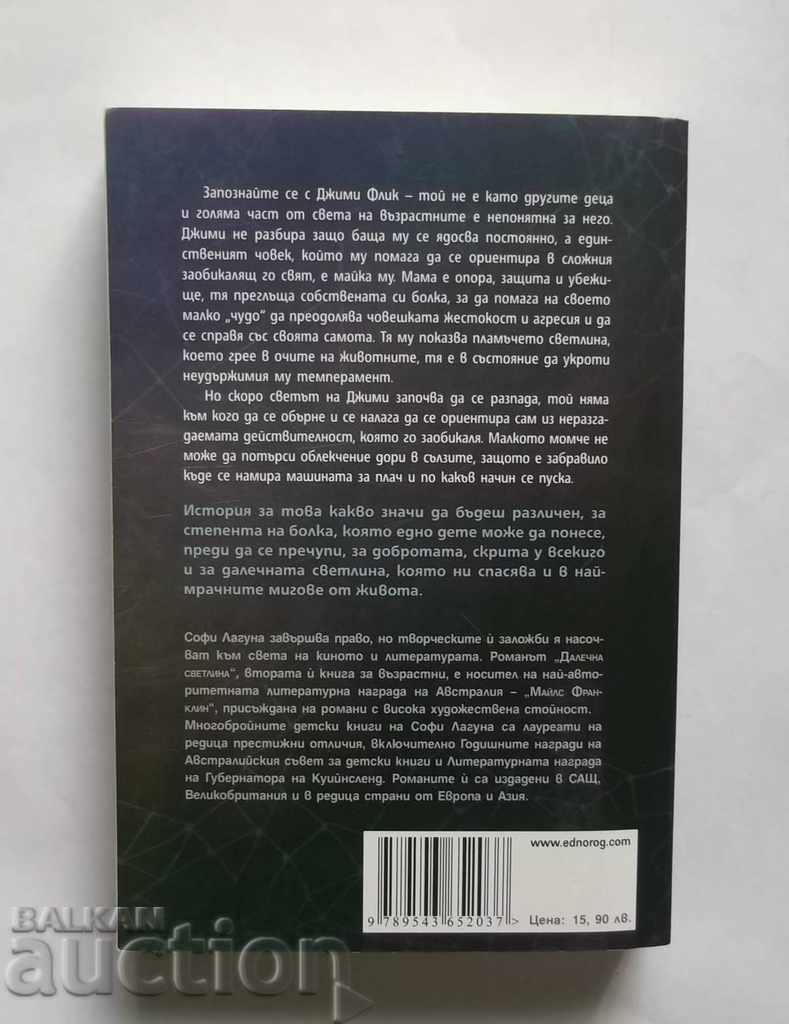 Запознайте се с Джими Флик – той не е като другите деца
и голяма част от света на възрастните е непонятна за него.
Джими не разбира защо баща му се ядосва постоянно, а един-
ственият човек, който му помага да се ориентира в сложния
заобикалящ го свят, е майка му. Мама е опора, защита и убежи-
ще, тя преглъща собствената си болка, за да помага на своето
малко „чудо“ да преодолява човешката жестокост и агресия и да
се справя със своята самота. Тя му показва пламъчето светлина,
което грее в очите на животните, тя е в състояние да укроти
неудържимия му темперамент.
Но скоро светът на Джими започва да се разпада, той няма
към кого да се обърне и се налага да се ориентира сам из неразга-
даемата действителност, която го заобикаля. Малкото момче не
може да потърси облекчение дори в сълзите, защото е забравило
къде се намира машината за плач и по какъв начин се пуска.
История за това какво значи да бъдеш различен, за
степента на болка, която едно дете може да понесе,
преди да се пречупи, за добротата, скрита у всекиго
и за далечната светлина, която ни спасява и в най-
мрачните мигове от живота.
Софи Лагуна завършва право, но творческите ѝ заложби я насоч-
ват към света на киното и литературата. Романът „Далечна
светлина“, втората ѝ книга за възрастни, е носител на най-авто-
ритетната литературна награда на Австралия – „Майлс Фран-
клин“, присъждана на романи с висока художествена стойност.
Многобройните детски книги на Софи Лагуна са лауреати на
редица престижни отличия, включително Годишните награди на
Австралийския съвет за детски книги и Литературната награда
на Губернатора на Куийнсленд. Романите ѝ са издадени в САЩ,
Великобритания и в редица страни от Европа и Азия.
www.ednorog.com
9 789543 652037 >
Цена: 15, 90 лв.
BALKAN
auction